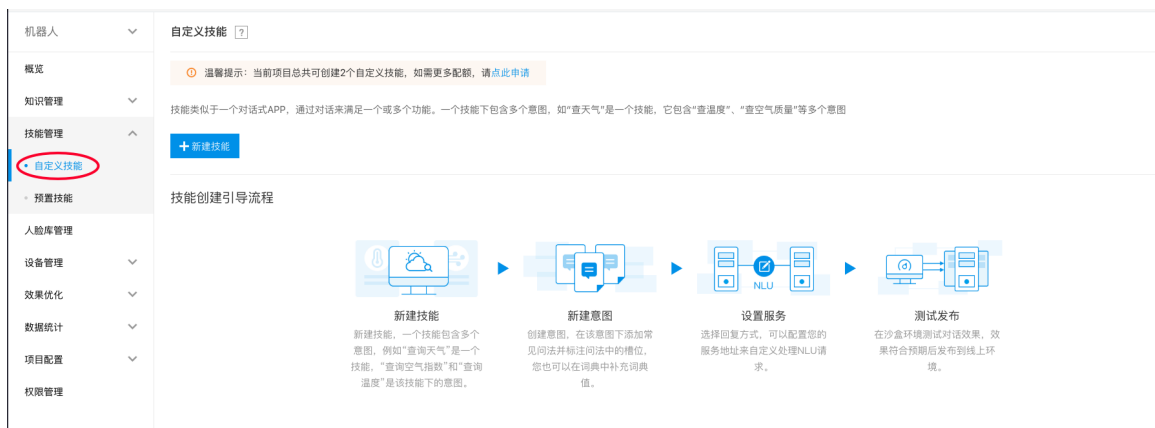 机器人
概览
知识管理
技能管理
自定义技能
预置技能
人脸库管理
设备管理
效果优化
数据统计
项目配置
权限管理
自定义技能 ?
温馨提示：当前项目总共可创建2个自定义技能，如需更多配额，请点此申请
技能类似于一个对话式APP，通过对话来满足一个或多个功能。一个技能下包含多个意图，如“查天气”是一个技能，它包含“查温度”、“查空气质量”等多个意图
+新建技能
技能创建引导流程
新建技能
新建技能，一个技能包含多个
意图，例如“查询天气”是一个
技能，“查询空气指数”和“查询
温度”是该技能下的意图。
新建意图
创建意图，在该意图下添加常
见问法并标注问法中的槽位，
您也可以在词典中补充词典
值。
NLU
设置服务
选择回复方式，可以配置您的
服务地址来自定义处理NLU请
求。
测试发布
在沙盒环境测试对话效果，效
果符合预期后发布到线上环
境。